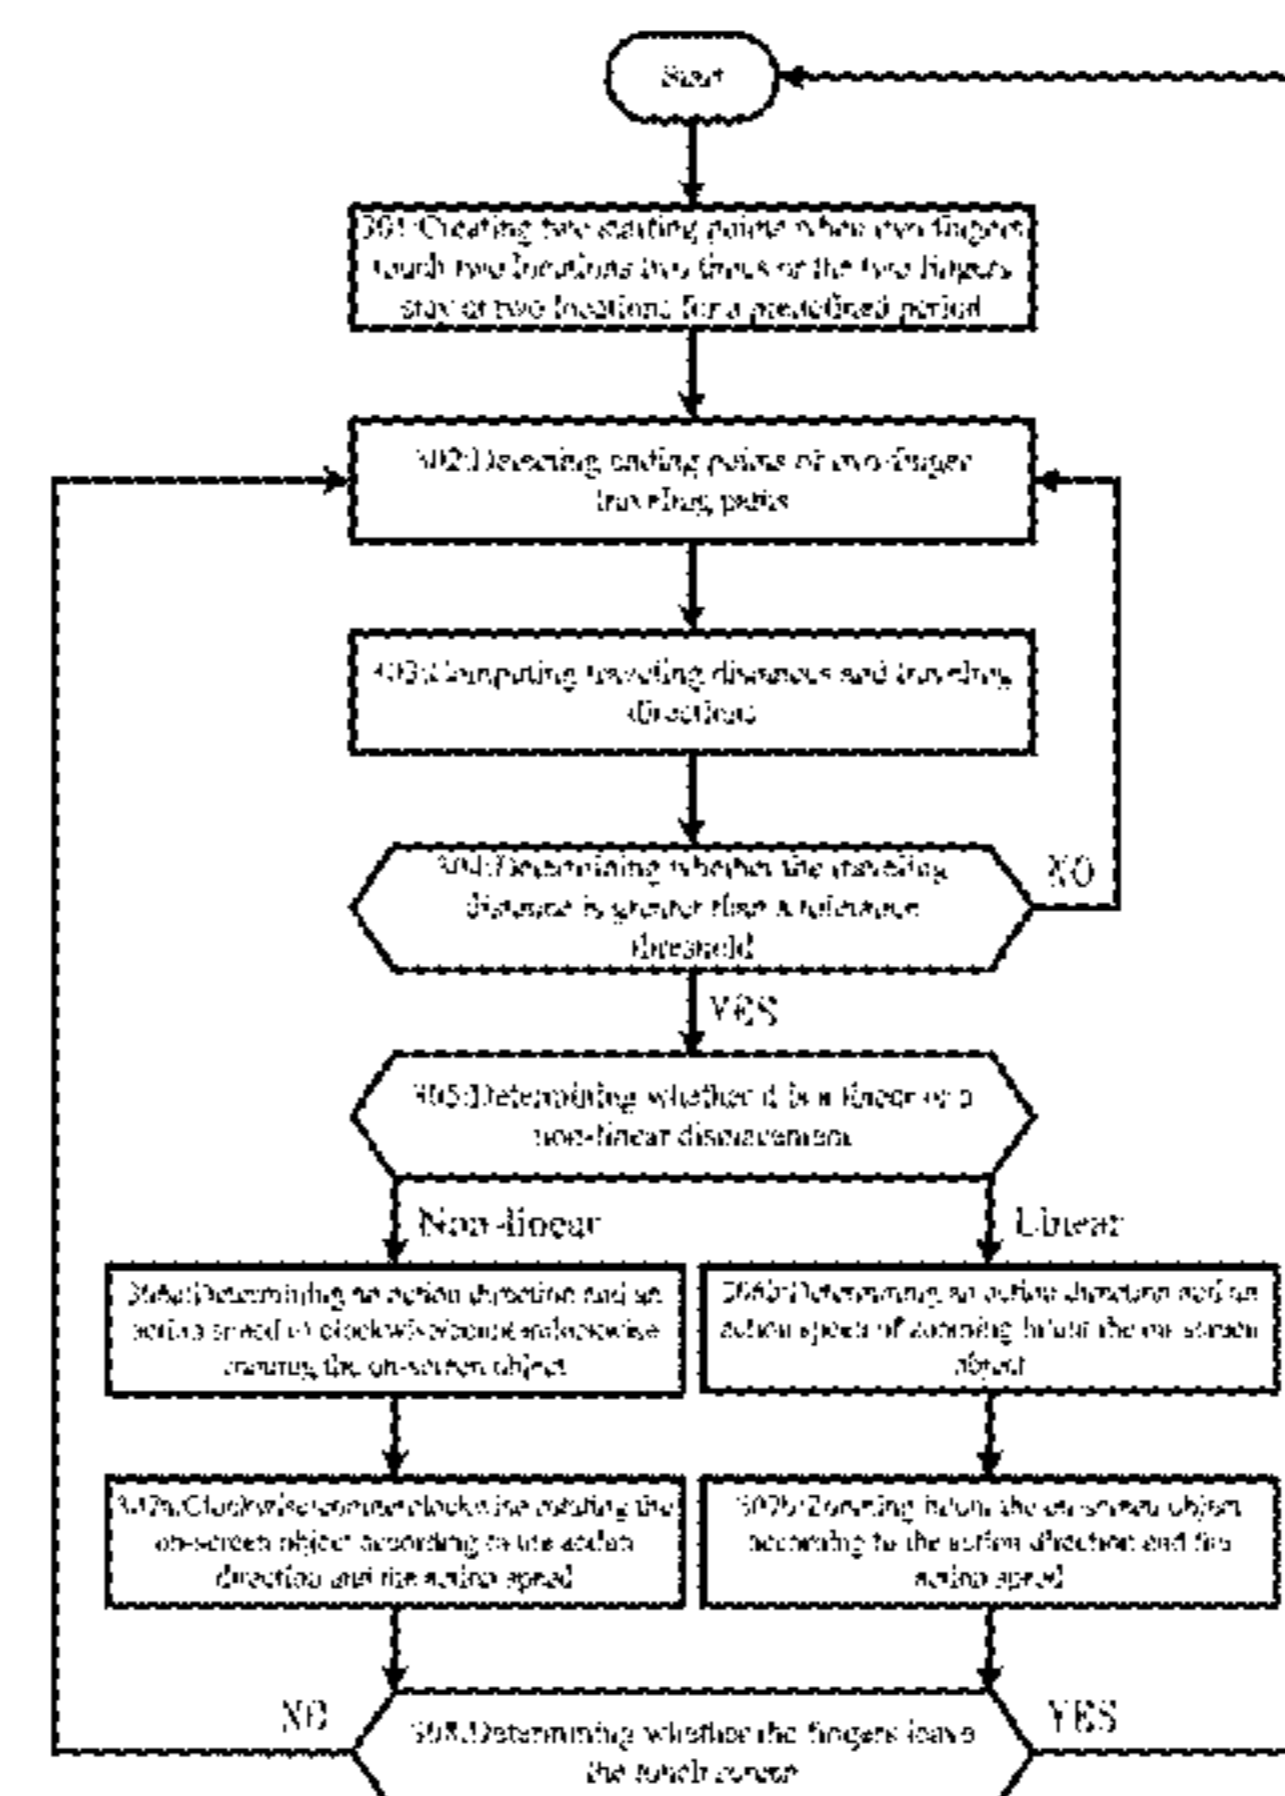 Start
301:Creating two starting points when two fingers
touch two locations two times or the two fingers
stay at two locations for a predefined period
302:Detecting ending points of two-finger
traveling paths
303:Computing traveling distances and traveling
directions
304:Determining whether the traveling
distance is greater than a tolerance
threshold
NO
YES
305:Determining whether it is a linear or a
non-linear displacement
Non-linear
Linear
306a:Determining an action direction and an
action speed of clockwise/counterclockwise
rotating the on-screen object
306b:Determining an action direction and an
action speed of zooming in/out the on-screen
object
307a:Clockwise/counterclockwise rotating the
on-screen object according to the action
direction and the action speed
307b:Zooming in/out the on-screen object
according to the action direction and the
action speed
NO
YES
308:Determining whether the fingers leave
the touch screen